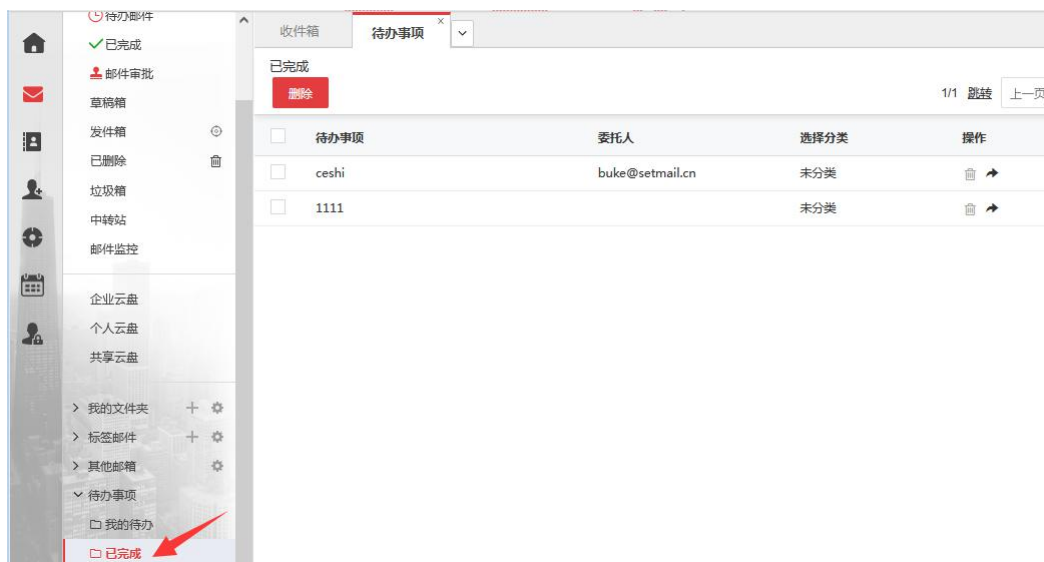 待办邮件
已完成
邮件审批
草稿箱
发件箱
已删除
垃圾箱
中转站
邮件监控
企业云盘
个人云盘
共享云盘
我的文件夹
标签邮件
其他邮箱
待办事项
我的待办
已完成
收件箱 待办事项
已完成
删除 1/1 跳转 上一页
待办事项 委托人 选择分类 操作
ceshi buke@setmail.cn 未分类
1111 未分类